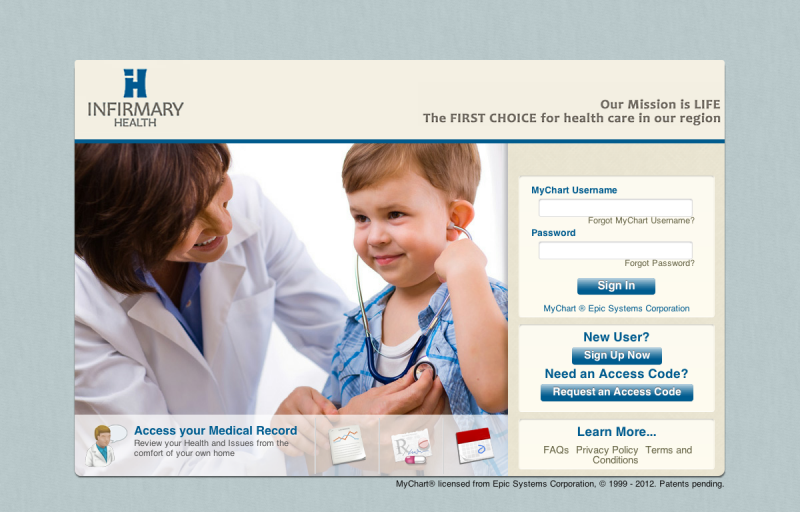 INFIRMARY
HEALTH
Our Mission is LIFE
The FIRST CHOICE for health care in our region
MyChart Username
Forgot MyChart Username?
Password
Forgot Password?
Sign In
MyChart ® Epic Systems Corporation
New User?
Sign Up Now
Need an Access Code?
Request an Access Code
Access your Medical Record
Review your Health and Issues from the
comfort of your own home
Rx
Learn More...
FAQs Privacy Policy Terms and
Conditions
MyChart® licensed from Epic Systems Corporation, © 1999 - 2012. Patents pending.